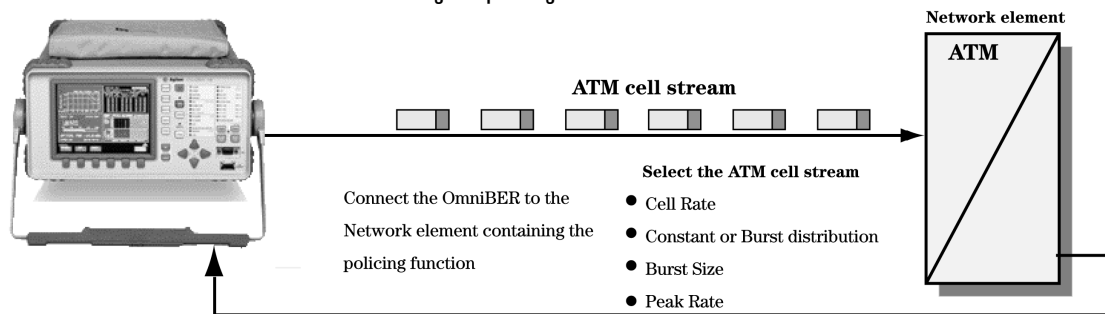 Network element
ATM
ATM cell stream
Select the ATM cell stream
Connect the OmniBER to the
Network element containing the
policing function
● Cell Rate
● Constant or Burst distribution
● Burst Size
● Peak Rate